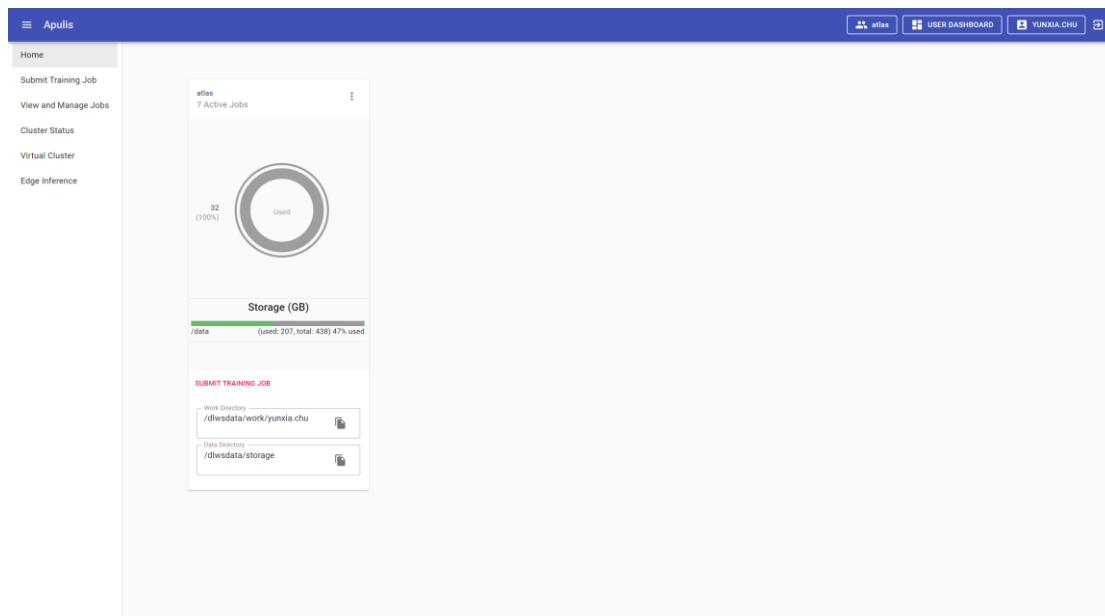 Apulis
atlas
USER DASHBOARD
YUNXIA.CHU
Home
Submit Training Job
View and Manage Jobs
Cluster Status
Virtual Cluster
Edge Inference
atlas
7 Active Jobs
32
(100%)
Used
Storage (GB)
/data (used: 207, total: 438) 47% used
SUBMIT TRAINING JOB
Work Directory
/dlwsdata/work/yunxia.chu
Data Directory
/dlwsdata/storage